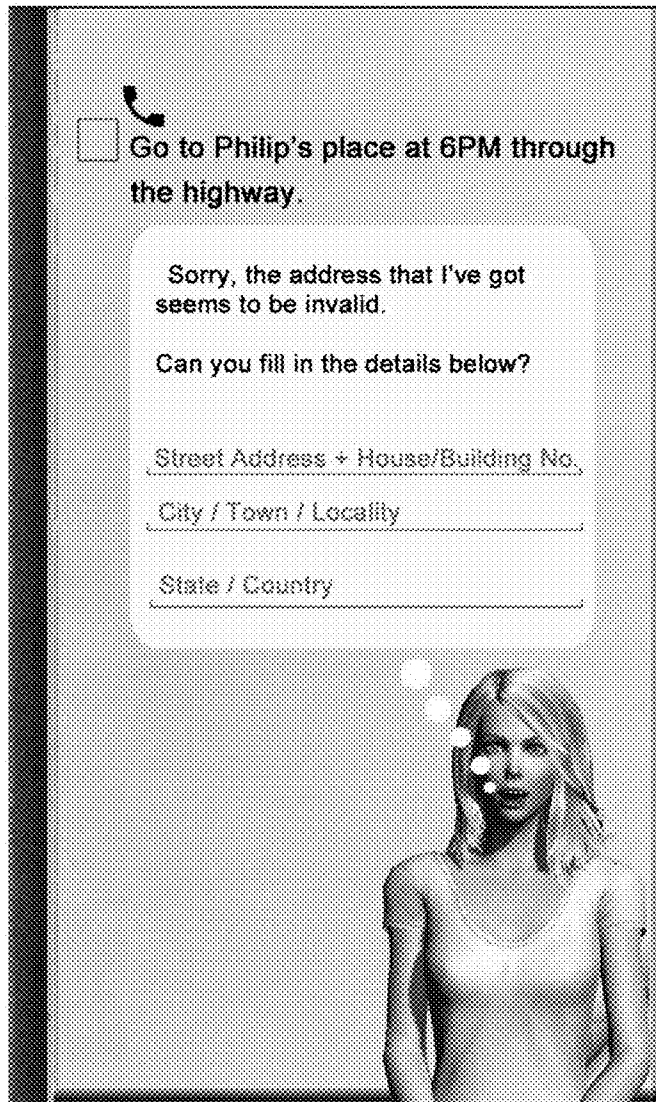 Go to Philip's place at 6PM through
the highway.
Sorry, the address that I've got
seems to be invalid.
Can you fill in the details below?
Street Address + House/Building No.
City / Town / Locality
State / Country